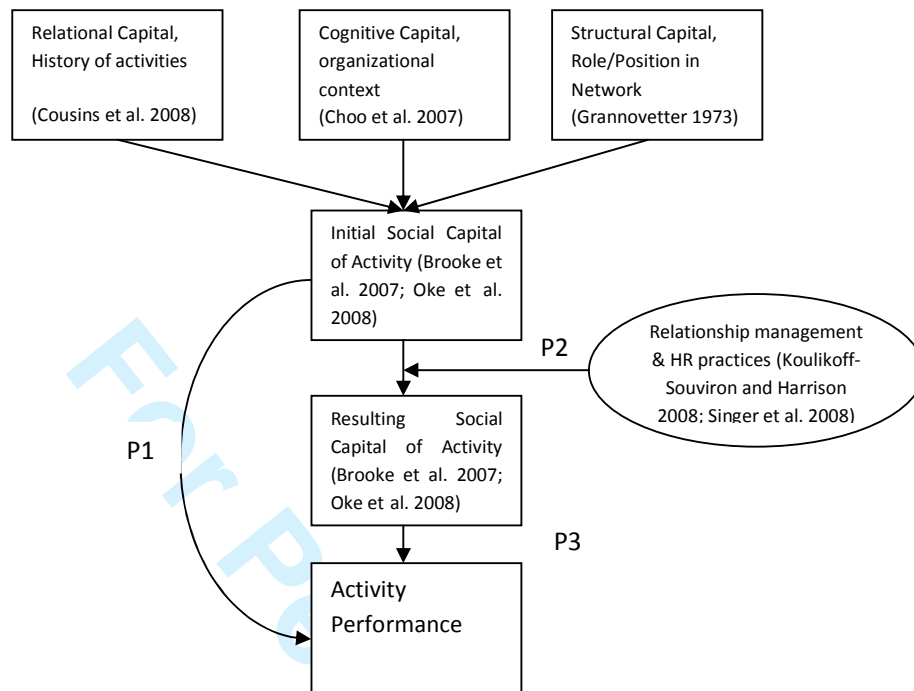 Relational Capital,
History of activities
(Cousins et al. 2008)
Cognitive Capital,
organizational
context
(Choo et al. 2007)
Structural Capital,
Role/Position in
Network
(Grannovetter 1973)
Initial Social Capital
of Activity (Brooke et
al. 2007; Oke et al.
2008)
P2
Relationship management
& HR practices (Koulikoff-
Souviron and Harrison
2008; Singer et al. 2008)
P1
Resulting Social
Capital of Activity
(Brooke et al. 2007;
Oke et al. 2008)
P3
Activity
Performance
For Pe